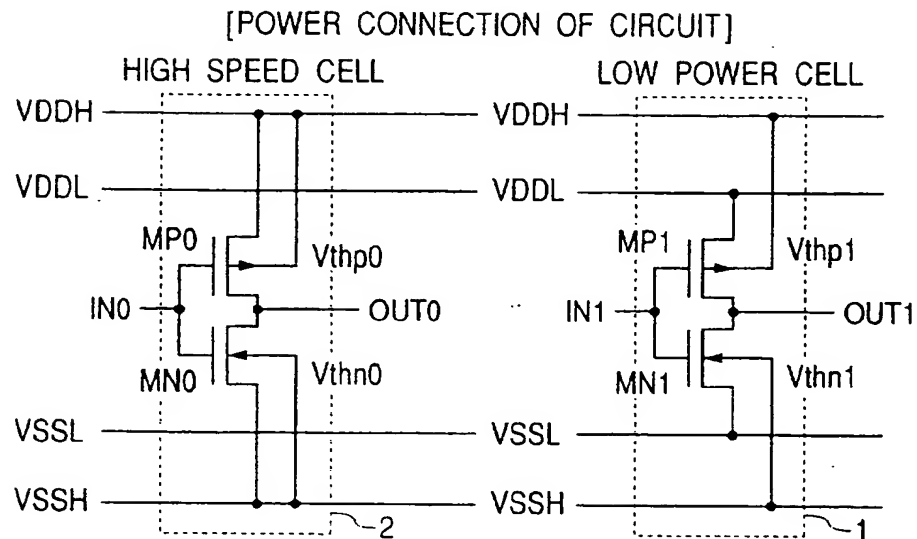 [POWER CONNECTION OF CIRCUIT]
HIGH SPEED CELL
LOW POWER CELL
VDDH
VDDH
VDDL
VDDL
MP0
Vthp0
MP1
Vthp1
IN0
OUT0
IN1
OUT1
MN0
Vthn0
MN1
Vthn1
VSSL
VSSL
VSSH
VSSH
2
1